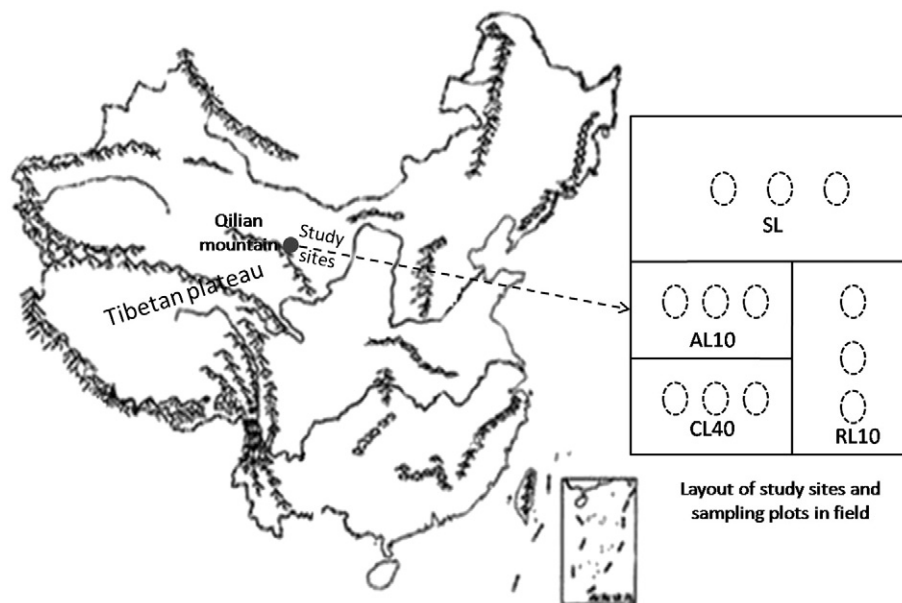 Qilian
mountain
Study
sites
Tibetan plateau
SL
AL10
CL40
RL10
Layout of study sites and
sampling plots in field